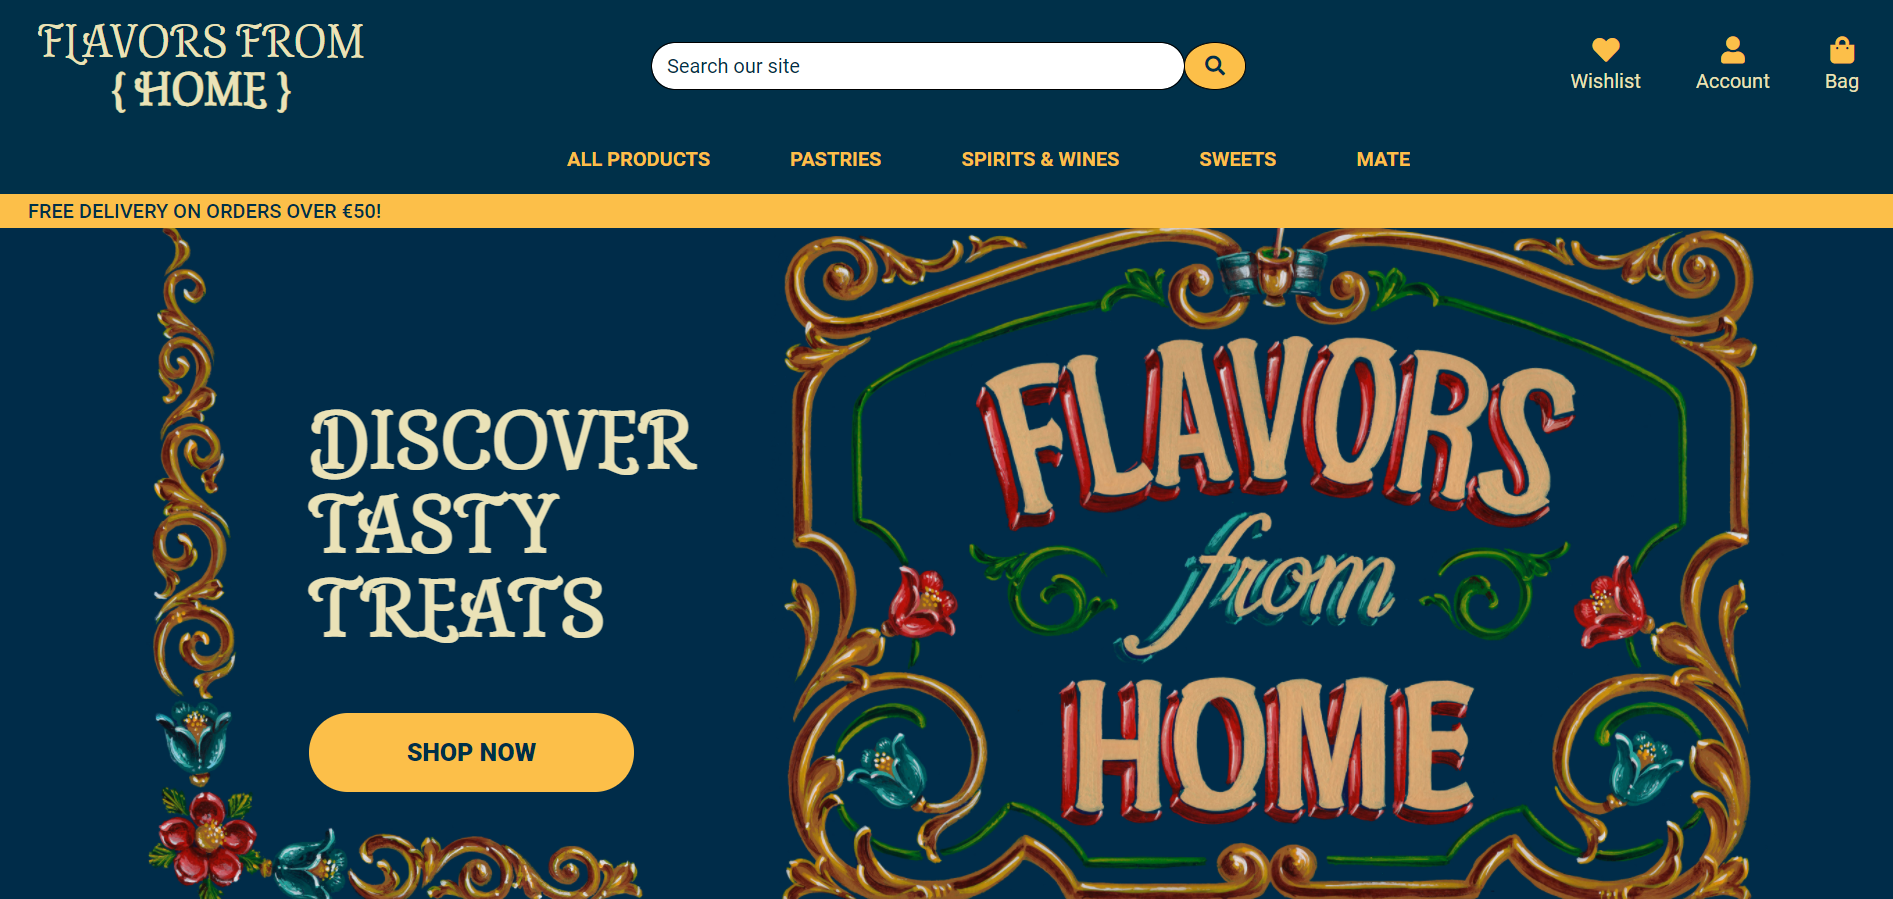 FLAVORS FROM
{ HOME }
Search our site
Wishlist
Account
Bag
ALL PRODUCTS
PASTRIES
SPIRITS & WINES
SWEETS
MATE
FREE DELIVERY ON ORDERS OVER €50!
DISCOVER
TASTY
TREATS
SHOP NOW
FLAVORS
from
HOME